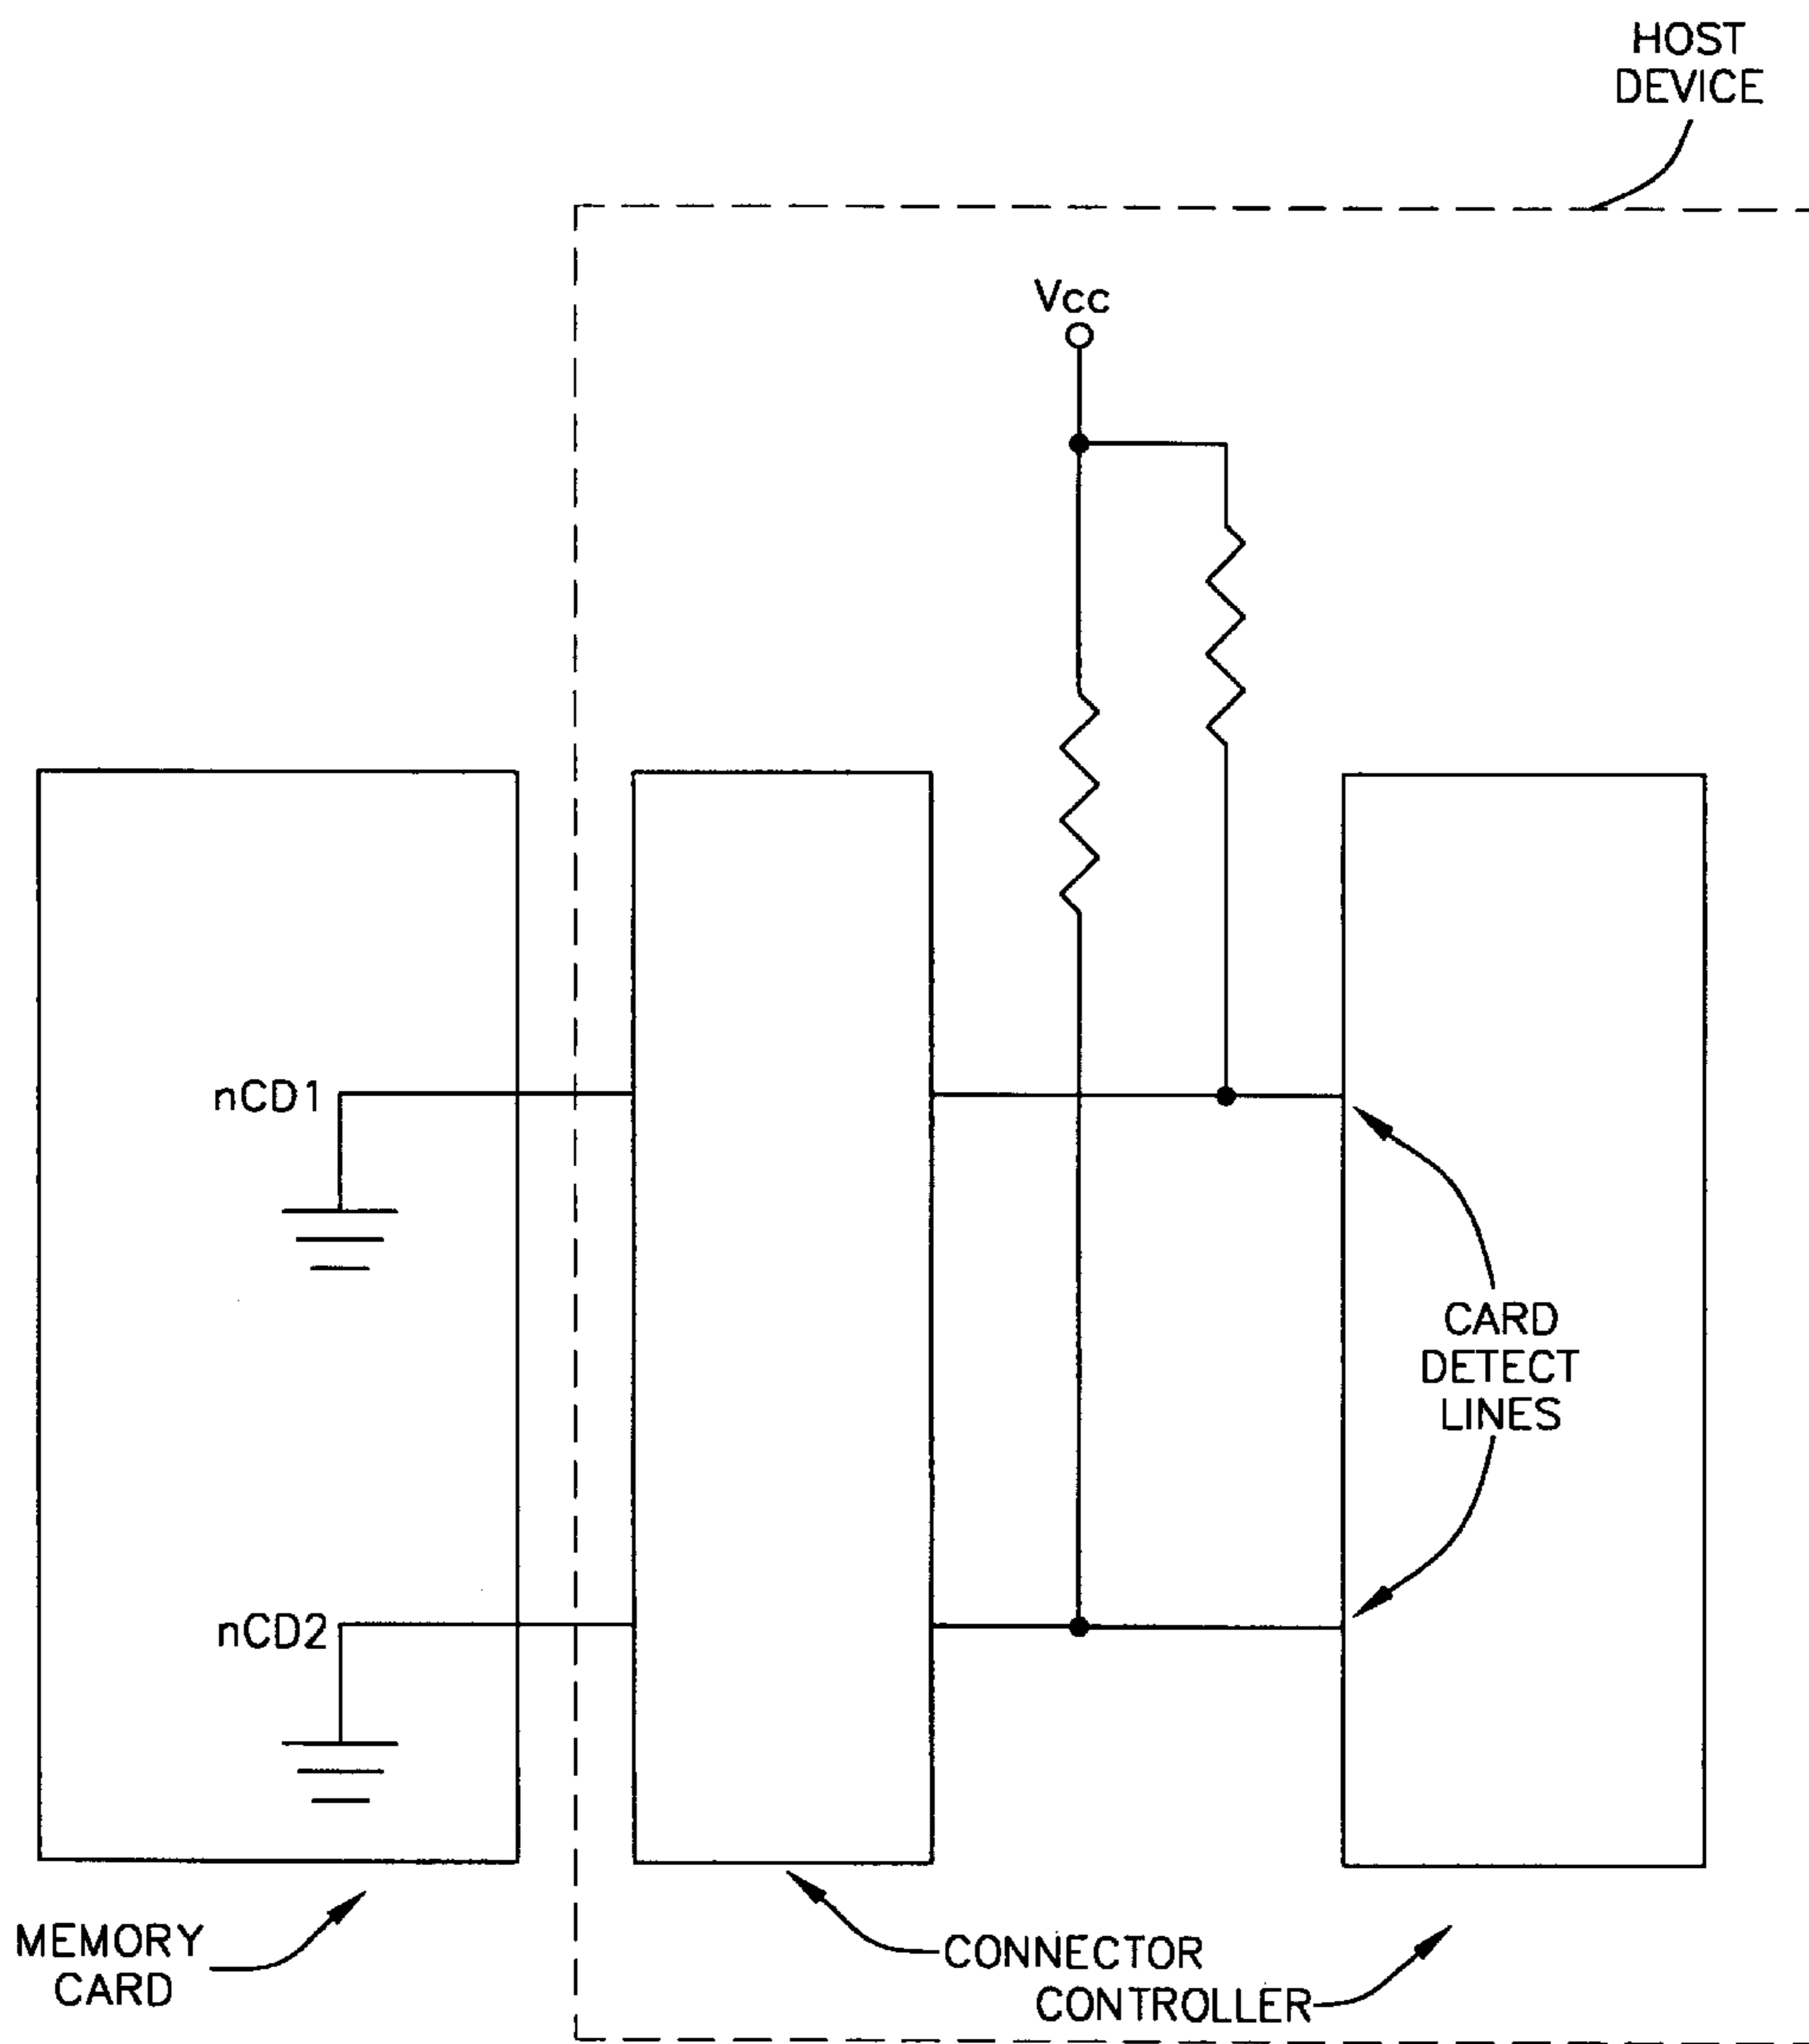 HOST
DEVICE
Vcc
nCD1
CARD
DETECT
LINES
nCD2
MEMORY
CARD
CONNECTOR
CONTROLLER